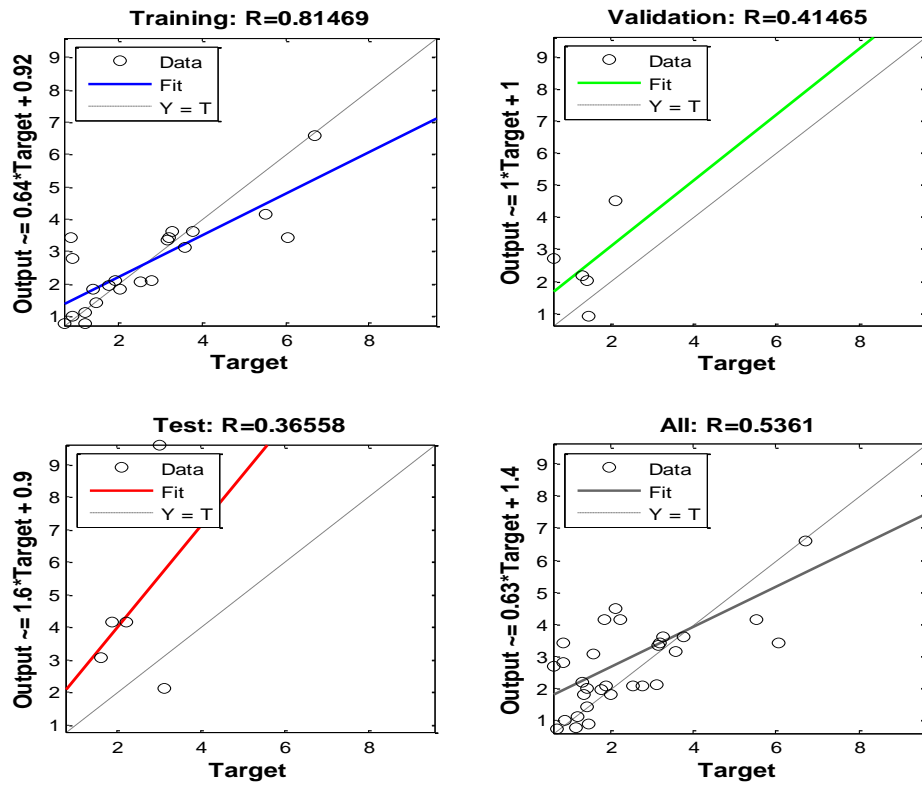 Training: R=0.81469
Output ~= 0.64*Target + 0.92
Data
Fit
Y = T
9
8
7
6
5
4
3
2
1
2 4 6 8
Target
Validation: R=0.41465
Output ~= 1*Target + 1
Data
Fit
Y = T
9
8
7
6
5
4
3
2
1
2 4 6 8
Target
Test: R=0.36558
Output ~= 1.6*Target + 0.9
Data
Fit
Y = T
9
8
7
6
5
4
3
2
1
2 4 6 8
Target
All: R=0.5361
Output ~= 0.63*Target + 1.4
Data
Fit
Y = T
9
8
7
6
5
4
3
2
1
2 4 6 8
Target